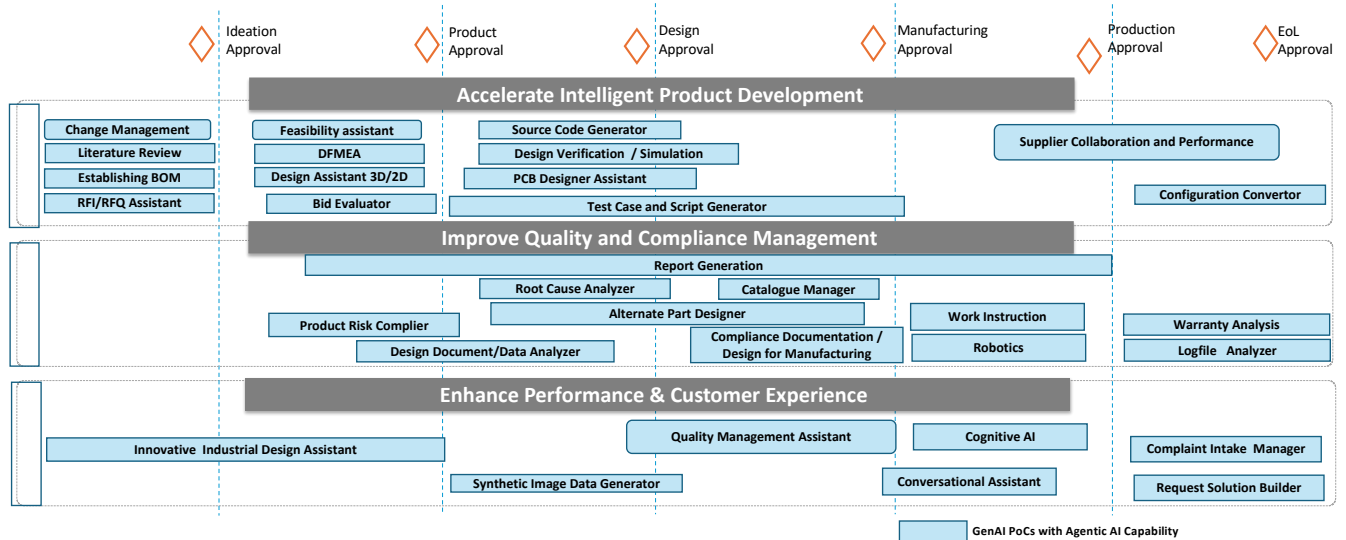 Ideation
Approval
Product
Approval
Design
Approval
Manufacturing
Approval
Production
Approval
EoL
Approval
Accelerate Intelligent Product Development
Change Management
Feasibility assistant
Source Code Generator
Supplier Collaboration and Performance
Literature Review
DFMEA
Design Verification / Simulation
Establishing BOM
Design Assistant 3D/2D
PCB Designer Assistant
Configuration Convertor
RFI/RFQ Assistant
Bid Evaluator
Test Case and Script Generator
Improve Quality and Compliance Management
Report Generation
Root Cause Analyzer
Catalogue Manager
Alternate Part Designer
Work Instruction
Product Risk Complier
Warranty Analysis
Compliance Documentation /
Design for Manufacturing
Design Document/Data Analyzer
Robotics
Logfile Analyzer
Enhance Performance & Customer Experience
Quality Management Assistant
Cognitive AI
Innovative Industrial Design Assistant
Complaint Intake Manager
Synthetic Image Data Generator
Conversational Assistant
Request Solution Builder
GenAI PoCs with Agentic AI Capability